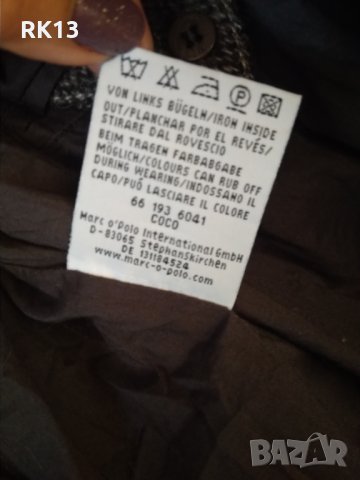 RK13
P
VON LINKS BÜGELN/IRON INSIDE
OUT/PLANCHAR POR EL REVÉS/
STIRARE DAL ROVESCIO
BEIM TRAGEN FARBABGABE
MÖGLICH/COLOURS CAN RUB OFF
DURING WEARING/INDOSSANDO IL
CAPO/PUÓ LASCIARE IL COLORE
66 193 6041
COCO
Marc O'Polo International GmbH
D-83065 Stephanskirchen
DE 131184524
www.marc-o-polo.com
BAZAR